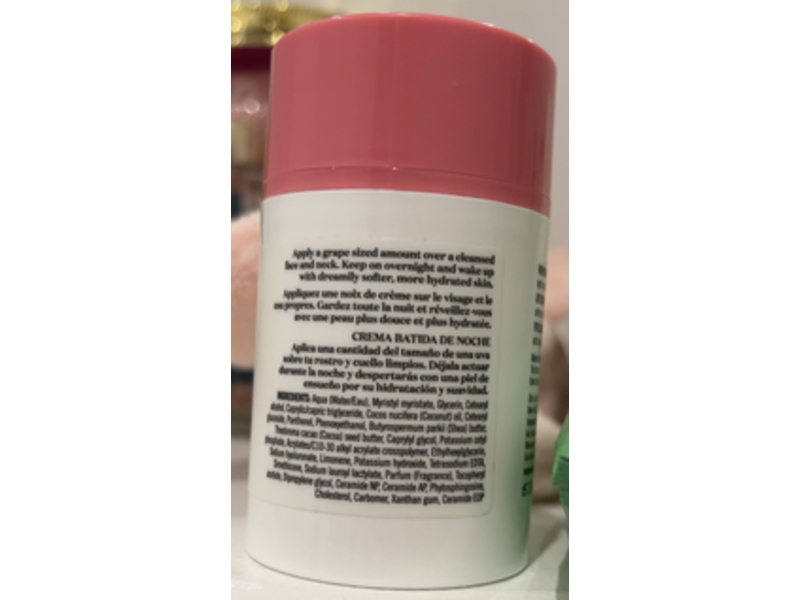 Apply a grape sized amount over a cleansed
face and neck. Keep on overnight and wake up
with dreamily softer, more hydrated skin.
Appliquez une noix de crème sur le visage et le
cou propres. Gardez toute la nuit et réveillez-vous
avec une peau plus douce et plus hydratée.
CREMA BATIDA DE NOCHE
Aplica una cantidad del tamaño de una uva
sobre tu rostro y cuello limpios. Déjala actuar
durante la noche y despertarás con una piel de
ensueño por su hidratación y suavidad.
INGREDIENTS: Aqua (Water/Eau), Myristyl myristate, Glycerin, Cetearyl
alcohol, Caprylic/capric triglyceride, Cocos nucifera (Coconut) oil, Cetearyl
glucoside, Panthenol, Phenoxyethanol, Butyrospermum parkii (Shea) butter,
Theobroma cacao (Cocoa) seed butter, Caprylyl glycol, Potassium cetyl
phosphate, Acrylates/C10-30 alkyl acrylate crosspolymer, Ethylhexylglycerin,
Sodium hyaluronate, Limonene, Potassium hydroxide, Tetrasodium EDTA,
Simethicone, Sodium lauroyl lactylate, Parfum (Fragrance), Tocopheryl
acetate, Dipropylene glycol, Ceramide NP, Ceramide AP, Phytosphingosine,
Cholesterol, Carbomer, Xanthan gum, Ceramide EOP